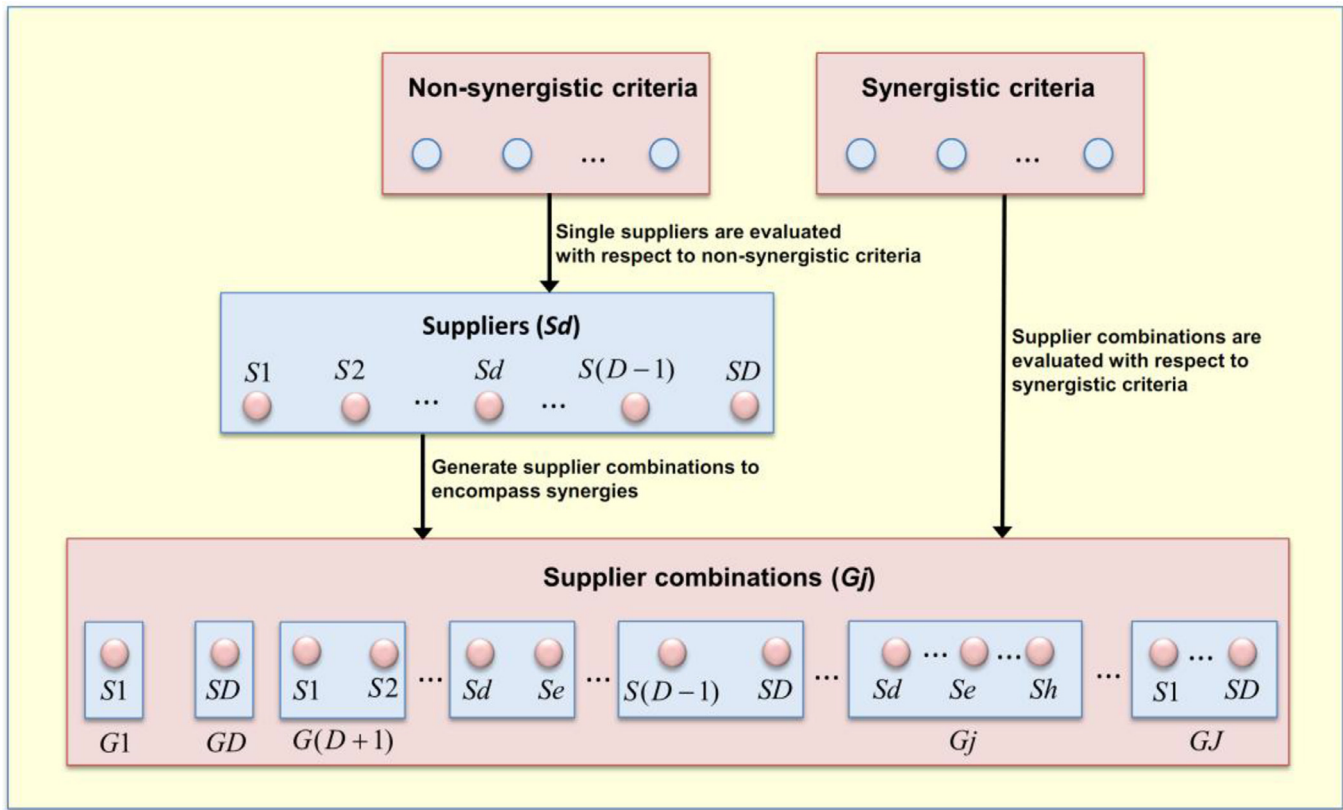 Non-synergistic criteria
...
Synergistic criteria
...
Single suppliers are evaluated
with respect to non-synergistic criteria
Suppliers (Sd)
S1 S2 ... Sd ... S(D−1) SD
Supplier combinations are
evaluated with respect to
synergistic criteria
Generate supplier combinations to
encompass synergies
Supplier combinations (Gj)
S1 SD S1 S2 ... Sd Se ... S(D−1) SD ... Sd ... Se ... Sh ... S1 ... SD
G1 GD G(D+1) Gj GJ